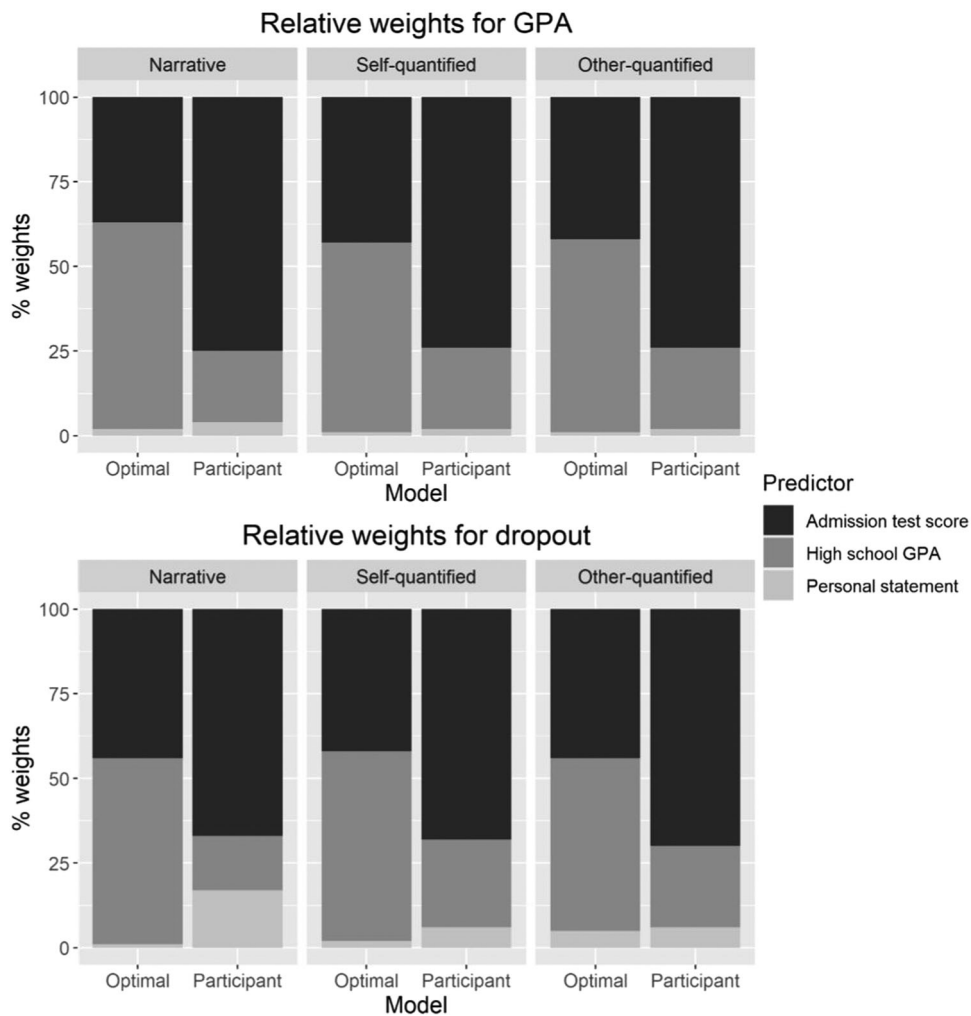 Relative weights for GPA
Narrative
Self-quantified
Other-quantified
100
75
50
25
0
% weights
Optimal
Participant
Optimal
Participant
Optimal
Participant
Model
Relative weights for dropout
Narrative
Self-quantified
Other-quantified
100
75
50
25
0
% weights
Optimal
Participant
Optimal
Participant
Optimal
Participant
Model
Predictor
Admission test score
High school GPA
Personal statement